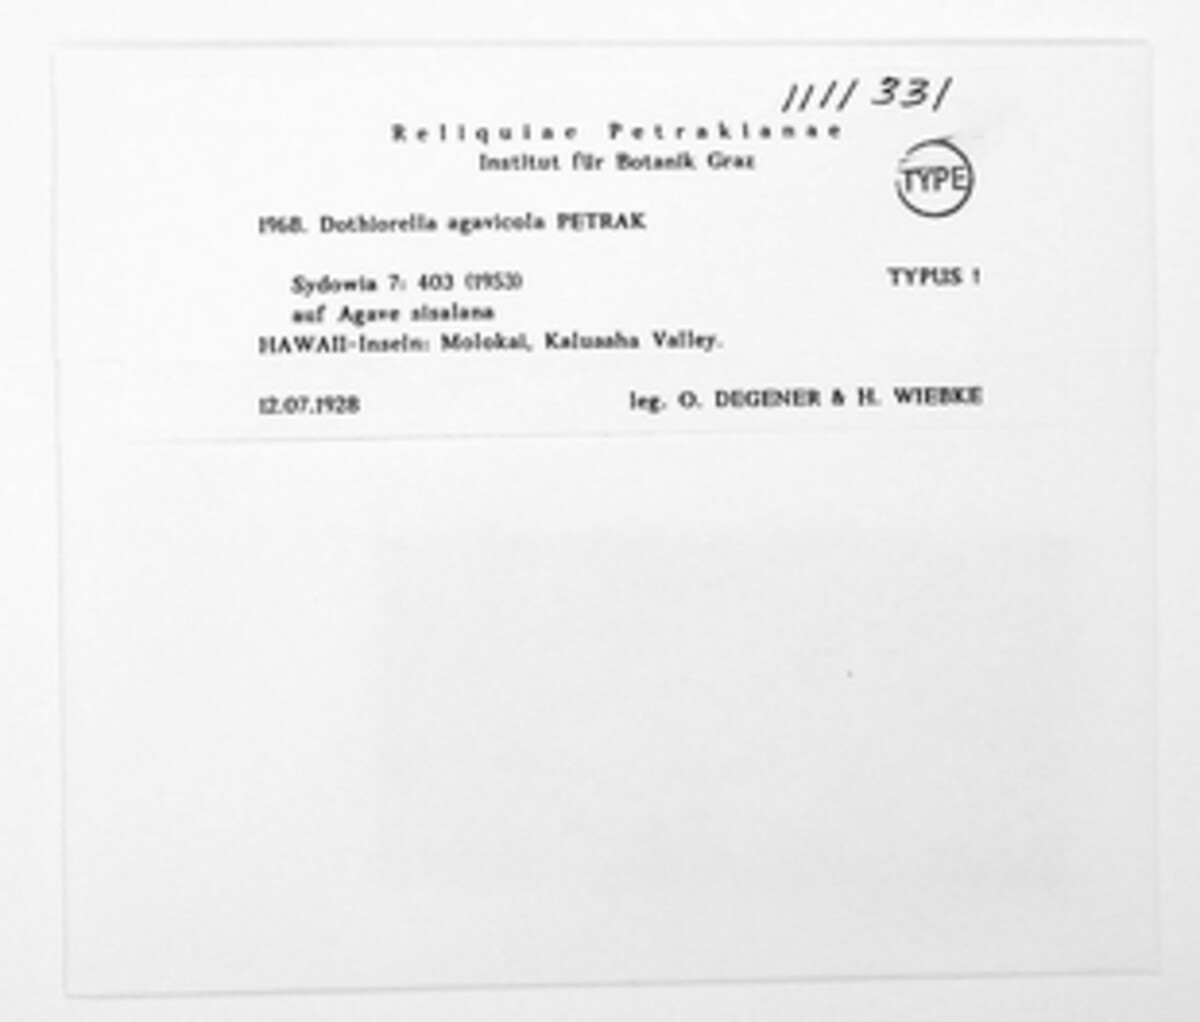 1111 331
Reliquiae Petrakianae
Institut für Botanik Graz
TYPE
1968. Dothiorella agavicola PETRAK
Sydowia 7: 403 (1953)
TYPUS !
auf Agave sisalana
HAWAII-Inseln: Molokai, Kaluaaha Valley.
12.07.1928
leg. O. DEGENER & H. WIEBKE